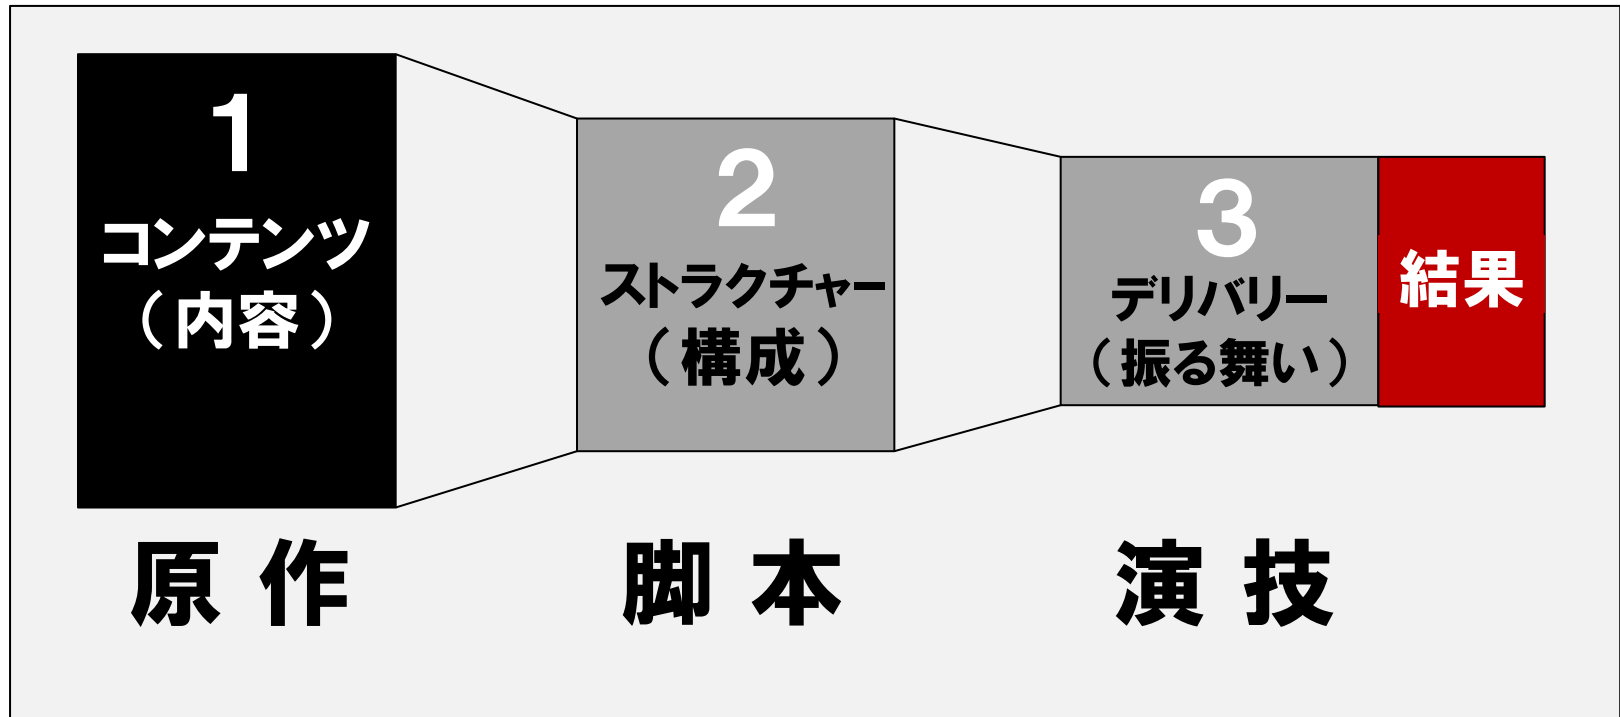 1
コンテンツ
（内容）
2
ストラクチャー
（構成）
3
デリバリー
（振る舞い）
結果
原作
脚本
演技